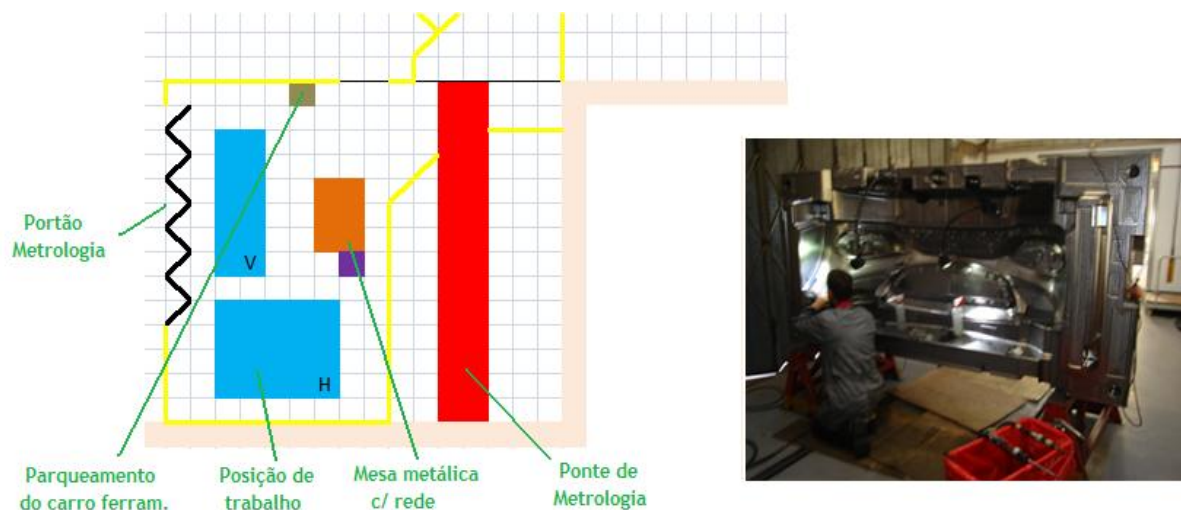 Portão
Metrologia
V
H
Parqueamento
do carro ferram.
Posição de
trabalho
Mesa metálica
c/ rede
Ponte de
Metrologia